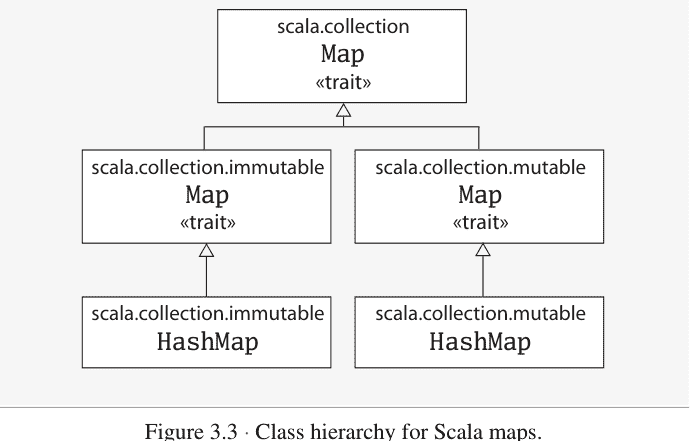 scala.collection
Map
«trait»
scala.collection.immutable
Map
«trait»
scala.collection.mutable
Map
«trait»
scala.collection.immutable
HashMap
scala.collection.mutable
HashMap
Figure 3.3 · Class hierarchy for Scala maps.